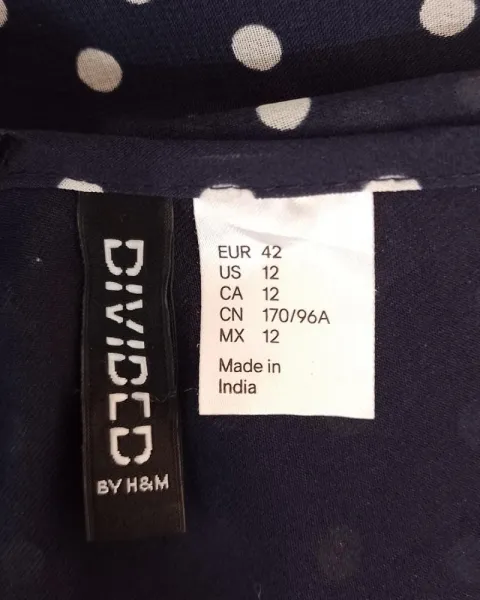 DIVIDED
BY H&M
EUR 42
US 12
CA 12
CN 170/96A
MX 12
Made in
India